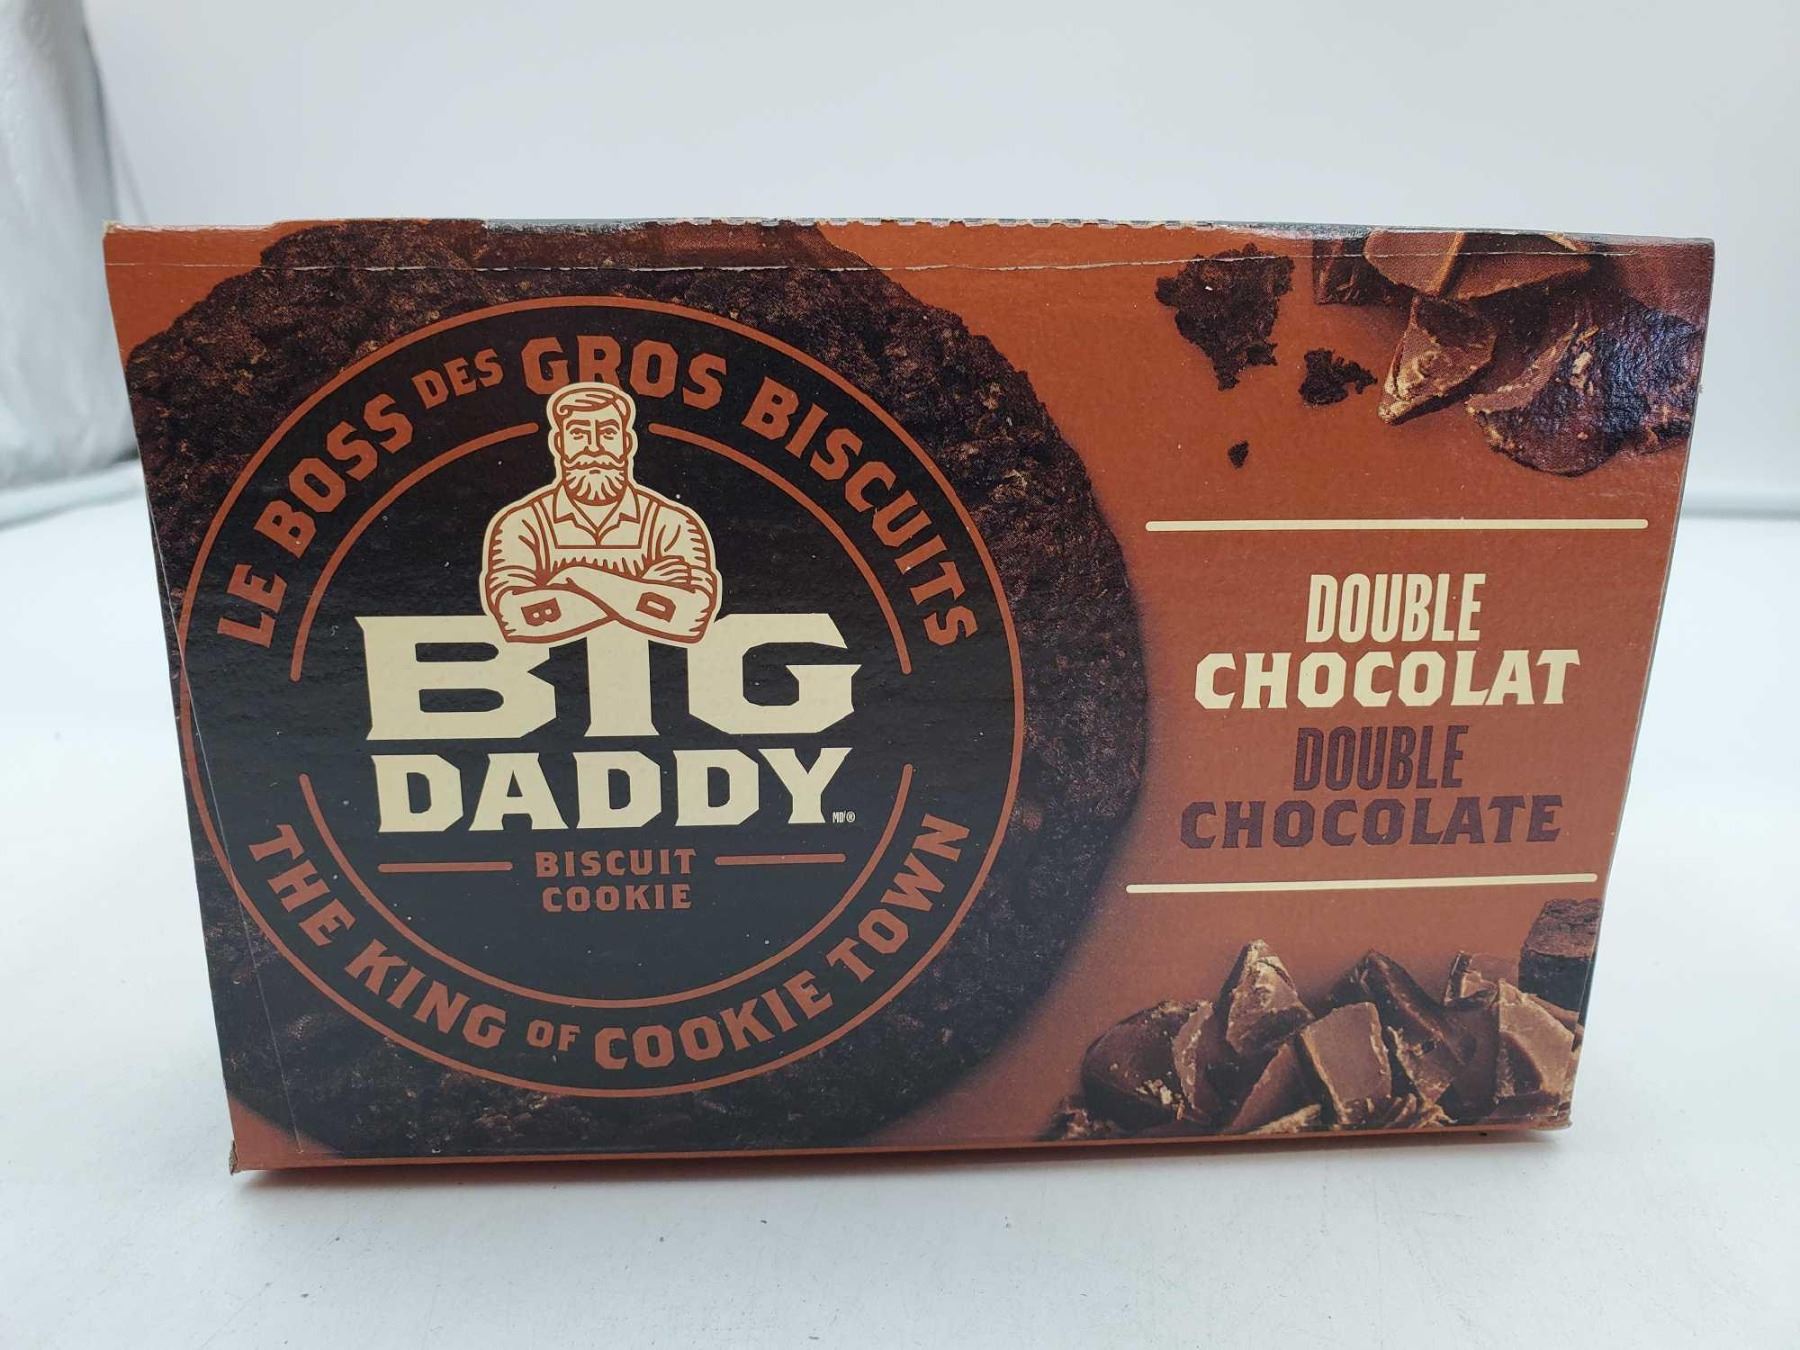 LE BOSS DES GROS BISCUITS
B D
BIG
DADDY MD/®
BISCUIT
COOKIE
THE KING OF COOKIE TOWN
DOUBLE
CHOCOLAT
DOUBLE
CHOCOLATE